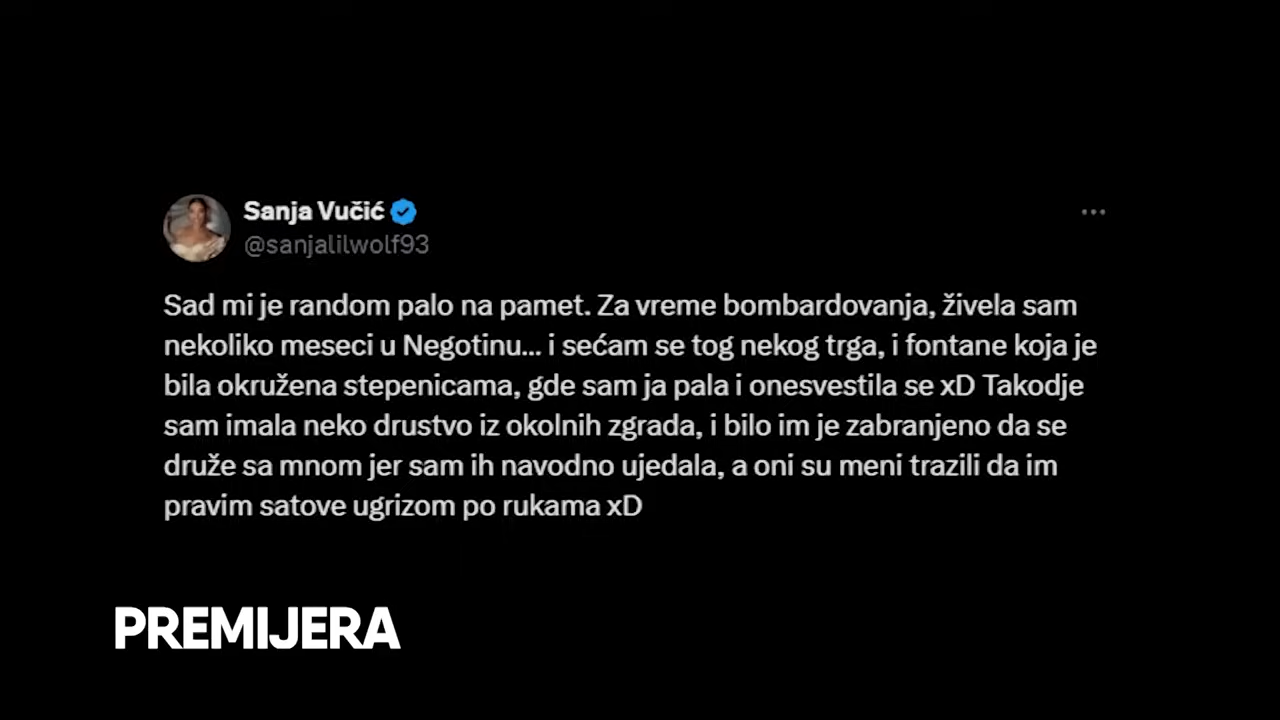 Sanja Vučić
@sanjalilwolf93
Sad mi je random palo na pamet. Za vreme bombardovanja, živela sam
nekoliko meseci u Negotinu... i sećam se tog nekog trga, i fontane koja je
bila okružena stepenicama, gde sam ja pala i onesvestila se xD Takodje
sam imala neko drustvo iz okolnih zgrada, i bilo im je zabranjeno da se
druže sa mnom jer sam ih navodno ujedala, a oni su meni trazili da im
pravim satove ugrizom po rukama xD
PREMIJERA